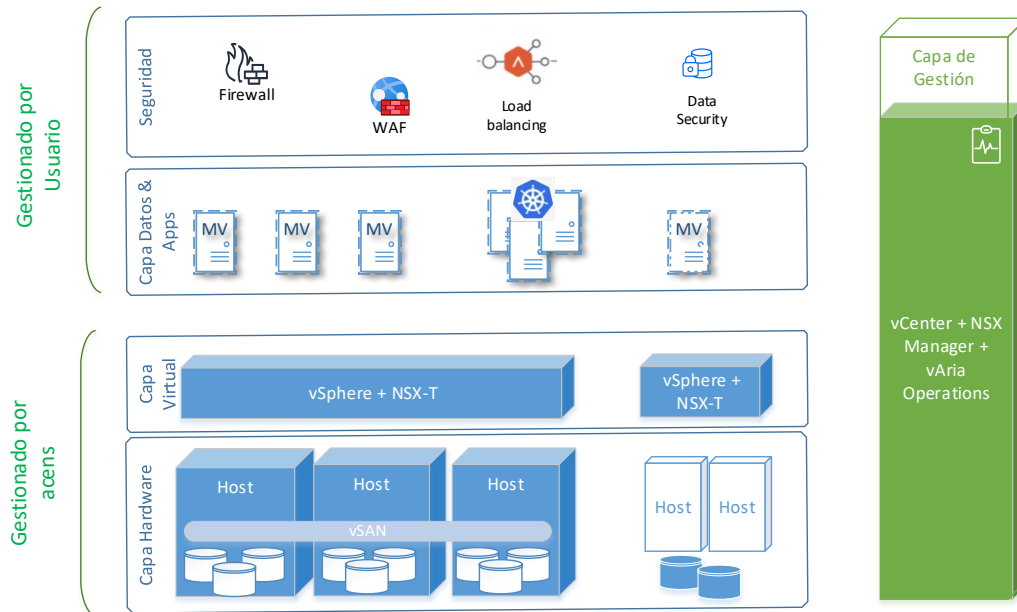 Gestionado por
Usuario
Seguridad
Firewall
WAF
Load
balancing
Data
Security
Capa Datos &
Apps
MV
MV
MV
MV
Gestionado por
acens
Capa
Virtual
vSphere + NSX-T
vSphere +
NSX-T
Capa Hardware
Host
Host
Host
vSAN
Host
Host
Capa de
Gestión
vCenter + NSX
Manager +
vAria
Operations